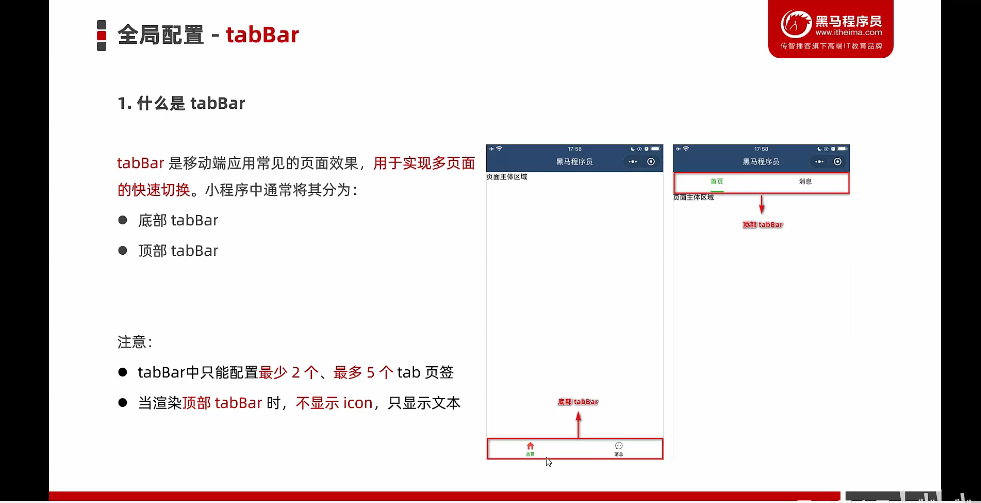 全局配置 - tabBar
黑马程序员
www.itheima.com
传智播客旗下高端IT教育品牌
1. 什么是 tabBar
tabBar 是移动端应用常见的页面效果，用于实现多页面
的快速切换。小程序中通常将其分为：
● 底部 tabBar
● 顶部 tabBar
注意：
● tabBar中只能配置最少 2 个、最多 5 个 tab 页签
● 当渲染顶部 tabBar 时，不显示 icon，只显示文本
17:56
黑马程序员
页面主体区域
底部 tabBar
首页
消息
17:58
黑马程序员
首页
消息
页面主体区域
顶部 tabBar